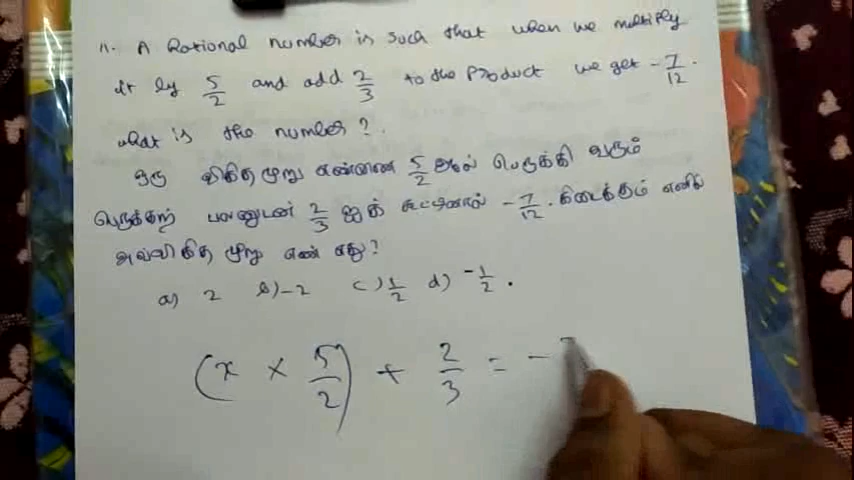 11. A Rational number is such that when we multiply
it by 5/2 and add 2/3 to the product we get -7/12.
what is the number?
ஒரு விகிதமுறு எண்ணை 5/2 ஆல் பெருக்கி வரும்
பெருக்கற் பலனுடன் 2/3 ஐக் கூட்டினால் -7/12. கிடைக்கும் எனில்
அவ்விகித முறு எண் எது?
a) 2 b) -2 c) 1/2 d) -1/2.
(x × 5/2) + 2/3 = -